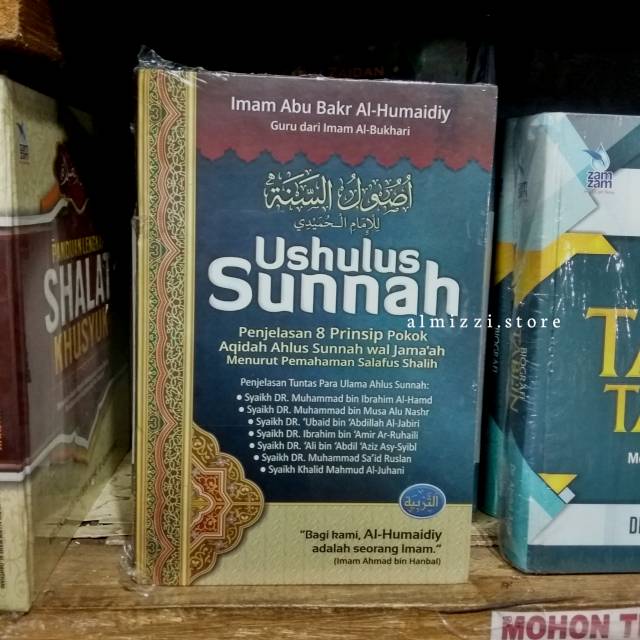 Imam Abu Bakr Al-Humaidiy
Guru dari Imam Al-Bukhari
أصول السنة
للإمام الحميدي
Ushulus
Sunnah
almizzi.store
Penjelasan 8 Prinsip Pokok
Aqidah Ahlus Sunnah wal Jama'ah
Menurut Pemahaman Salafus Shalih
Penjelasan Tuntas Para Ulama Ahlus Sunnah:
• Syaikh DR. Muhammad bin Ibrahim Al-Hamd
• Syaikh DR. Muhammad bin Musa Alu Nashr
• Syaikh DR. 'Ubaid bin 'Abdillah Al-Jabiri
• Syaikh DR. Ibrahim bin 'Amir Ar-Ruhaili
• Syaikh DR. 'Ali bin 'Abdil 'Aziz Asy-Syibl
• Syaikh DR. Muhammad Sa'id Ruslan
• Syaikh Khalid Mahmud Al-Juhani
التربية
"Bagi kami, Al-Humaidiy
adalah seorang Imam."
(Imam Ahmad bin Hanbal)
PANDUAN LENGKAP
SHALAT
KHUSYUK
zam
zam
MOHON